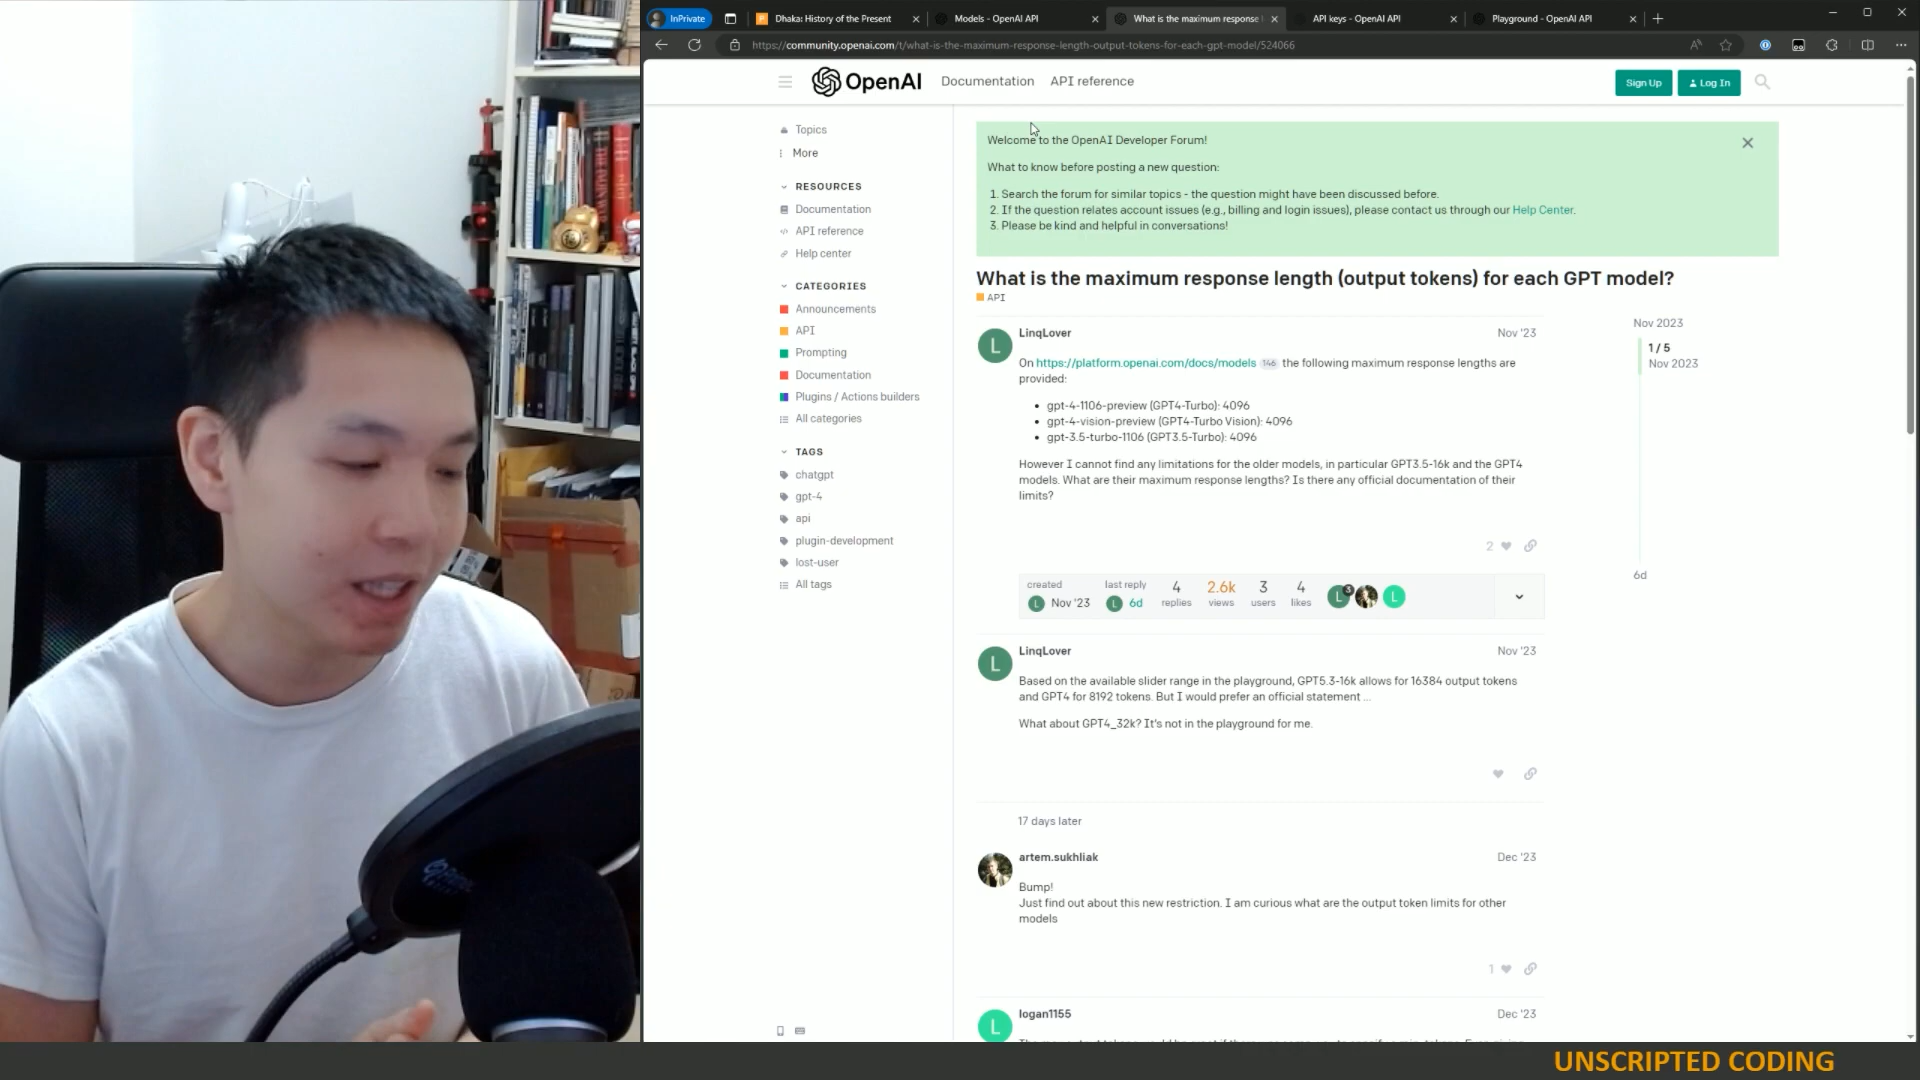 InPrivate
Dhaka: History of the Present
Models - OpenAI API
What is the maximum response
API keys - OpenAI API
Playground - OpenAI API
https://community.openai.com/t/what-is-the-maximum-response-length-output-tokens-for-each-gpt-model/524066
OpenAI
Documentation
API reference
Sign Up
Log In
Topics
More
RESOURCES
Documentation
API reference
Help center
CATEGORIES
Announcements
API
Prompting
Documentation
Plugins / Actions builders
All categories
TAGS
chatgpt
gpt-4
api
plugin-development
lost-user
All tags
Welcome to the OpenAI Developer Forum!
What to know before posting a new question:
1. Search the forum for similar topics - the question might have been discussed before.
2. If the question relates account issues (e.g., billing and login issues), please contact us through our Help Center.
3. Please be kind and helpful in conversations!
What is the maximum response length (output tokens) for each GPT model?
API
L
LinqLover
Nov '23
On https://platform.openai.com/docs/models 146 the following maximum response lengths are
provided:
• gpt-4-1106-preview (GPT4-Turbo): 4096
• gpt-4-vision-preview (GPT4-Turbo Vision): 4096
• gpt-3.5-turbo-1106 (GPT3.5-Turbo): 4096
However I cannot find any limitations for the older models, in particular GPT3.5-16k and the GPT4
models. What are their maximum response lengths? Is there any official documentation of their
limits?
2
created
L Nov '23
last reply
L 6d
4
replies
2.6k
views
3
users
4
likes
L 3
L
Nov 2023
1 / 5
Nov 2023
6d
L
LinqLover
Nov '23
Based on the available slider range in the playground, GPT5.3-16k allows for 16384 output tokens
and GPT4 for 8192 tokens. But I would prefer an official statement ...
What about GPT4_32k? It's not in the playground for me.
17 days later
artem.sukhliak
Dec '23
Bump!
Just find out about this new restriction. I am curious what are the output token limits for other
models
1
L
logan1155
Dec '23
UNSCRIPTED CODING